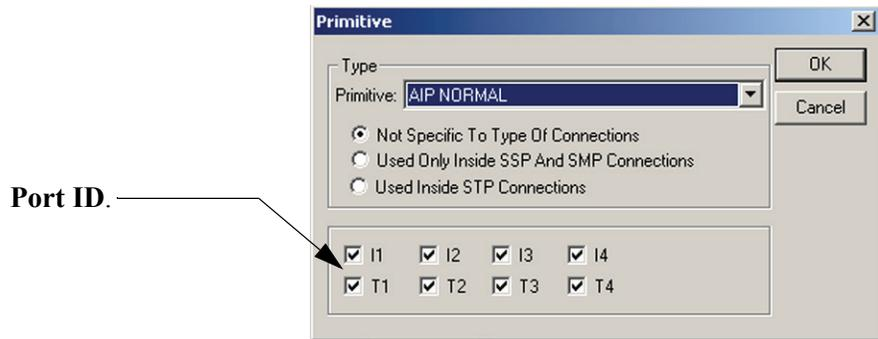 Primitive
Type
OK
Primitive: AIP NORMAL
Cancel
Not Specific To Type Of Connections
Used Only Inside SSP And SMP Connections
Used Inside STP Connections
Port ID.
I1 I2 I3 I4
T1 T2 T3 T4